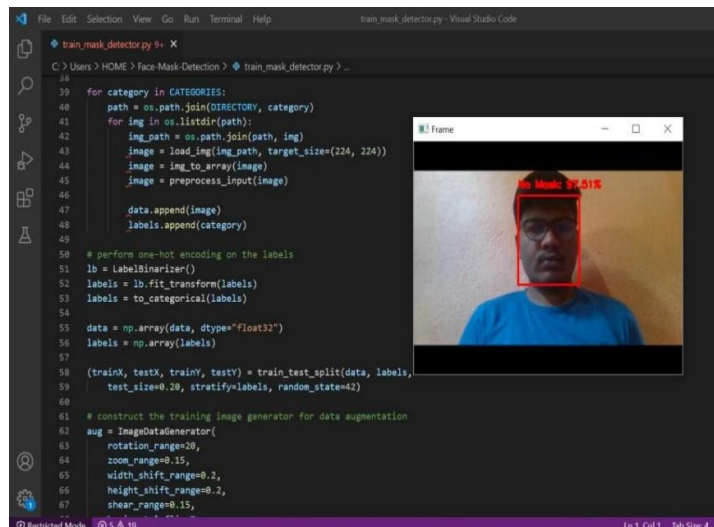 File Edit Selection View Go Run Terminal Help train_mask_detector.py - Visual Studio Code
train_mask_detector.py 9+ X
C: > Users > HOME > Face-Mask-Detection > train_mask_detector.py > ...
38
39 for category in CATEGORIES:
40 path = os.path.join(DIRECTORY, category)
41 for img in os.listdir(path):
42 img_path = os.path.join(path, img)
43 image = load_img(img_path, target_size=(224, 224))
44 image = img_to_array(image)
45 image = preprocess_input(image)
46
47 data.append(image)
48 labels.append(category)
49
50 # perform one-hot encoding on the labels
51 lb = LabelBinarizer()
52 labels = lb.fit_transform(labels)
53 labels = to_categorical(labels)
54
55 data = np.array(data, dtype="float32")
56 labels = np.array(labels)
57
58 (trainX, testX, trainY, testY) = train_test_split(data, labels,
59 test_size=0.20, stratify=labels, random_state=42)
60
61 # construct the training image generator for data augmentation
62 aug = ImageDataGenerator(
63 rotation_range=20,
64 zoom_range=0.15,
65 width_shift_range=0.2,
66 height_shift_range=0.2,
67 shear_range=0.15,
Frame
No Mask: 97.51%
Restricted Mode 5 19 Ln 1, Col 1 Tab Size: 4